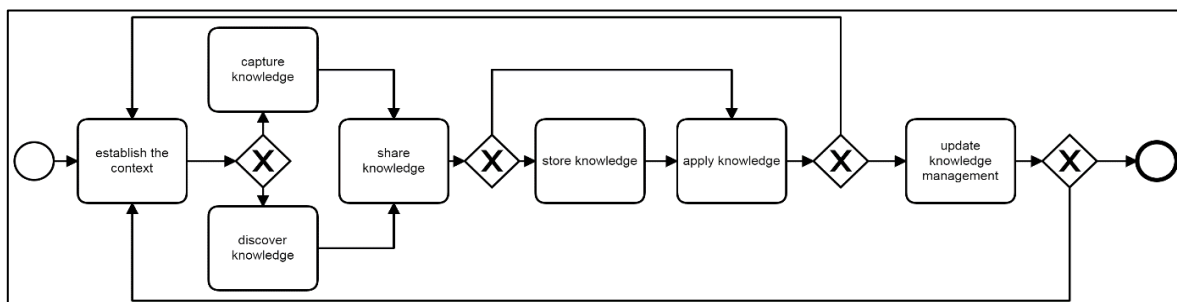 capture
knowledge
establish the
context
share
knowledge
store knowledge
apply knowledge
update
knowledge
management
discover
knowledge